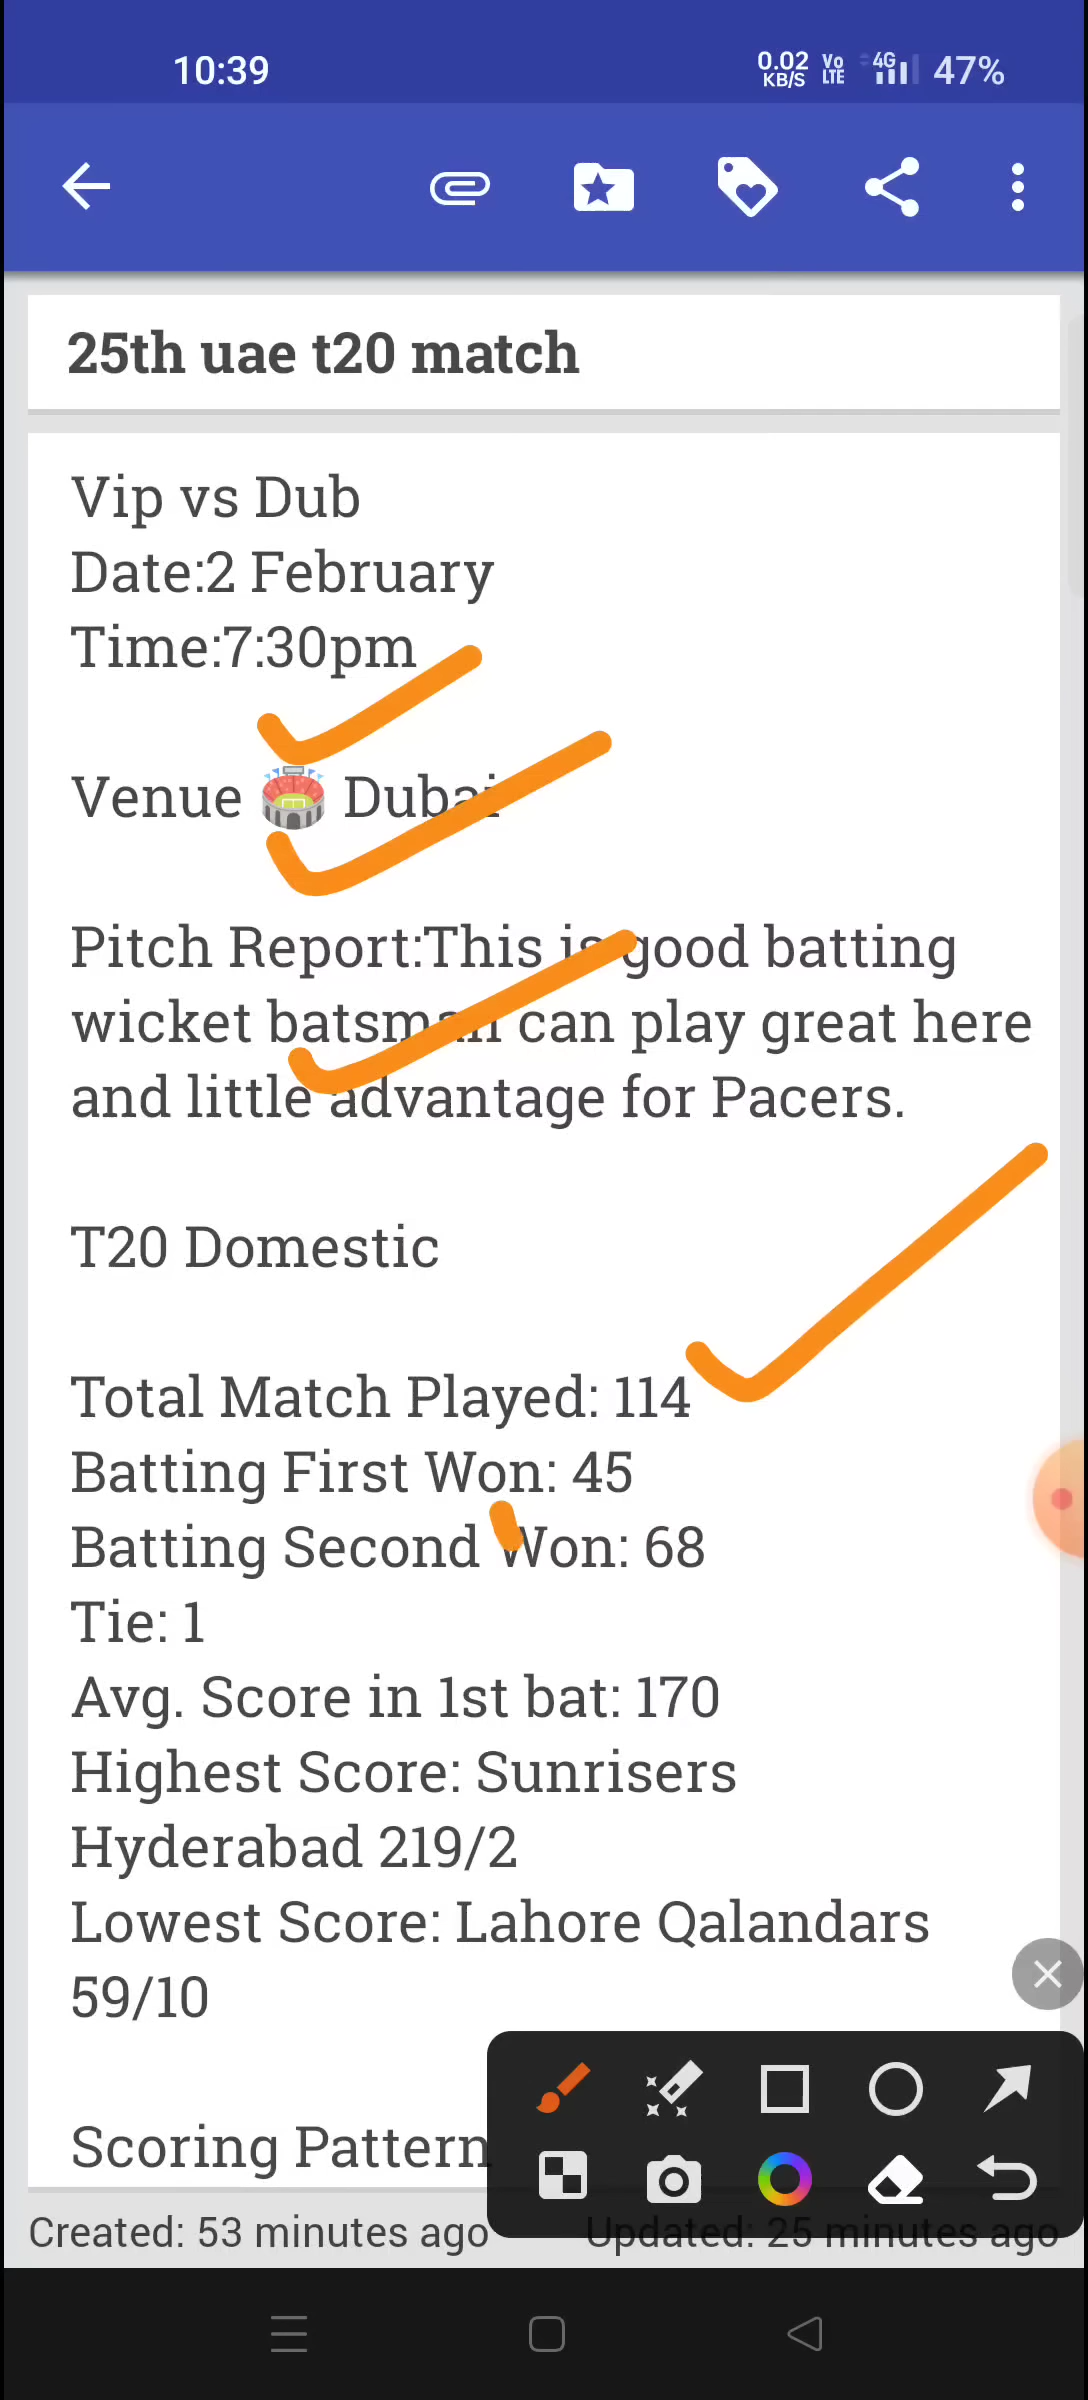 10:39
0.02 KB/S Vo LTE 4G 47%
25th uae t20 match
Vip vs Dub
Date:2 February
Time:7:30pm
Venue 🏟 Dubai
Pitch Report:This is good batting
wicket batsman can play great here
and little advantage for Pacers.
T20 Domestic
Total Match Played: 114
Batting First Won: 45
Batting Second Won: 68
Tie: 1
Avg. Score in 1st bat: 170
Highest Score: Sunrisers
Hyderabad 219/2
Lowest Score: Lahore Qalandars
59/10
Scoring Pattern
Created: 53 minutes ago Updated: 25 minutes ago